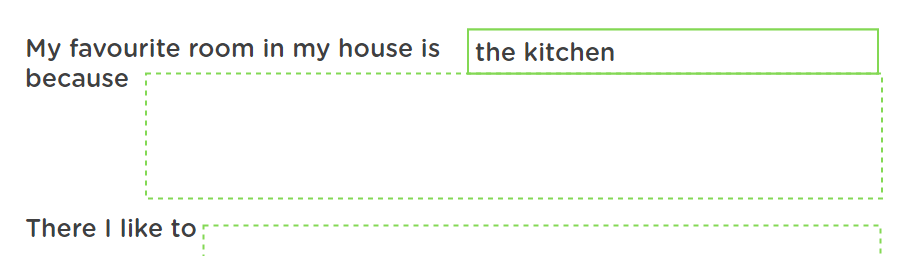 My favourite room in my house is the kitchen
because
There I like to